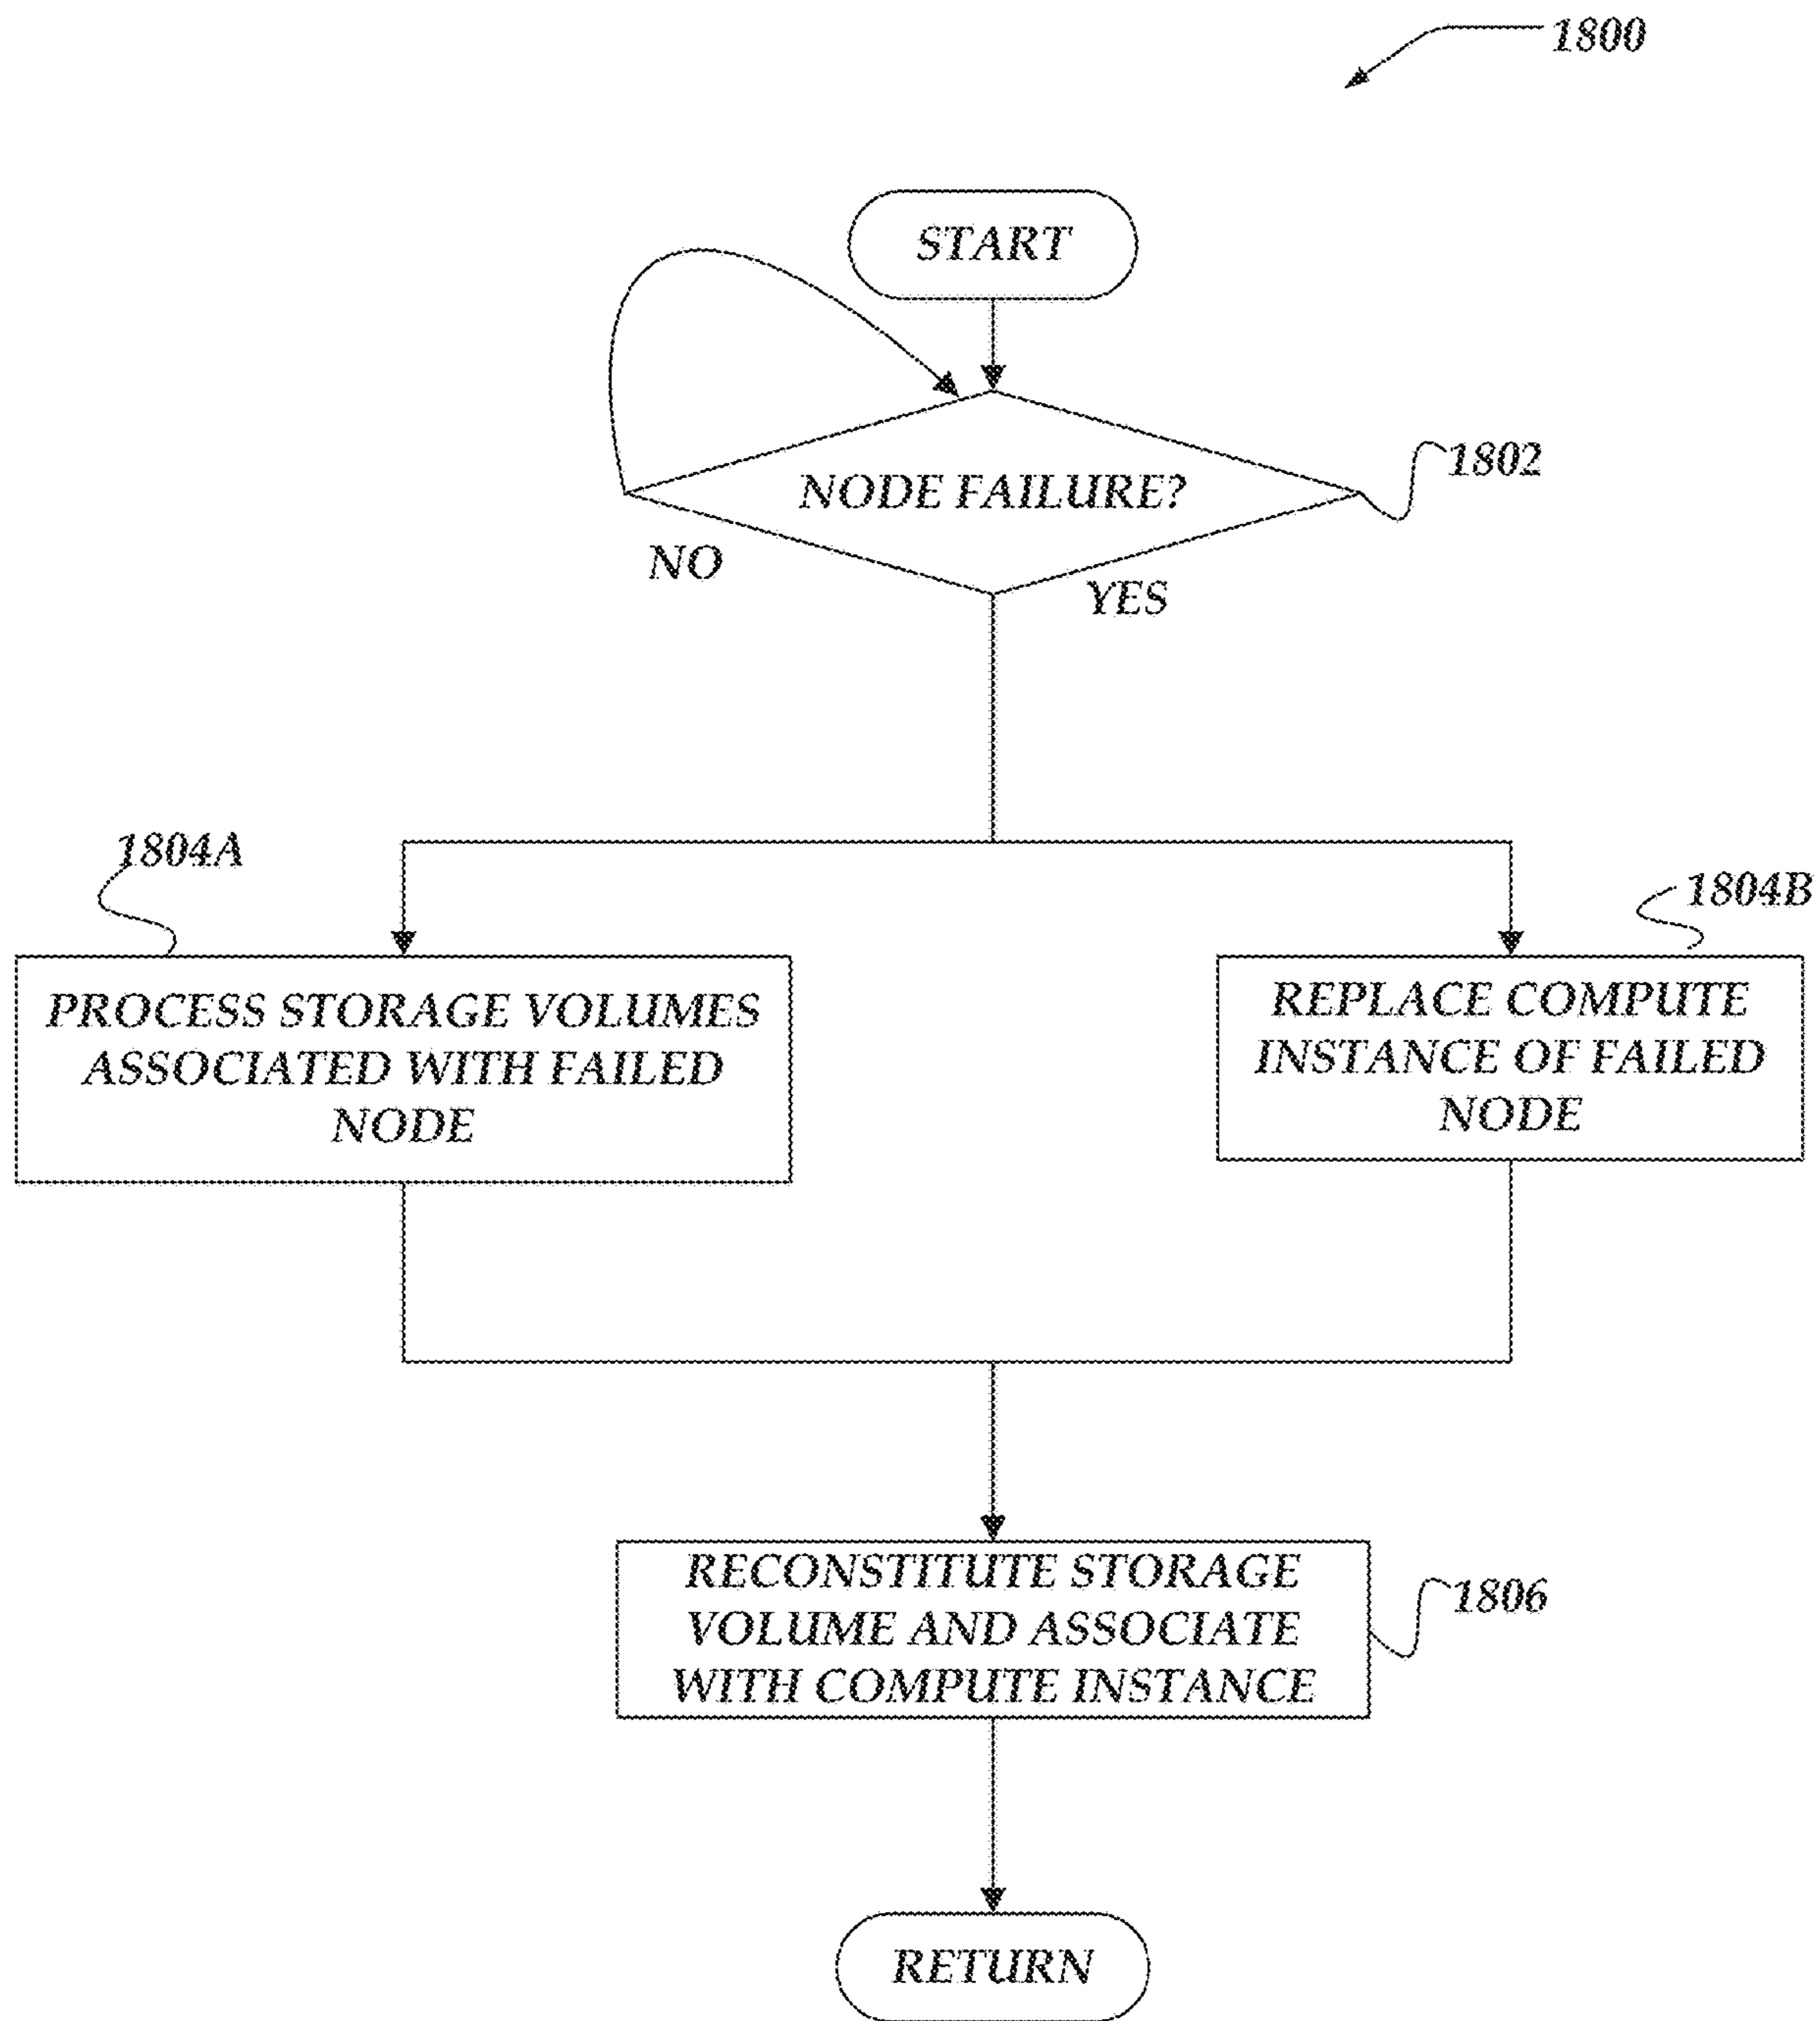 1800
START
NODE FAILURE?
1802
NO
YES
1804A
1804B
PROCESS STORAGE VOLUMES
ASSOCIATED WITH FAILED
NODE
REPLACE COMPUTE
INSTANCE OF FAILED
NODE
RECONSTITUTE STORAGE
VOLUME AND ASSOCIATE
WITH COMPUTE INSTANCE
1806
RETURN